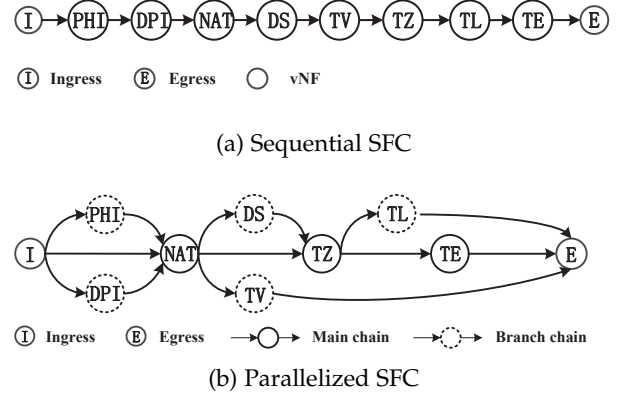 I PHI DPI NAT DS TV TZ TL TE E
I Ingress E Egress vNF
(a) Sequential SFC
PHI DS TL
I NAT TZ TE E
DPI TV
I Ingress E Egress Main chain Branch chain
(b) Parallelized SFC